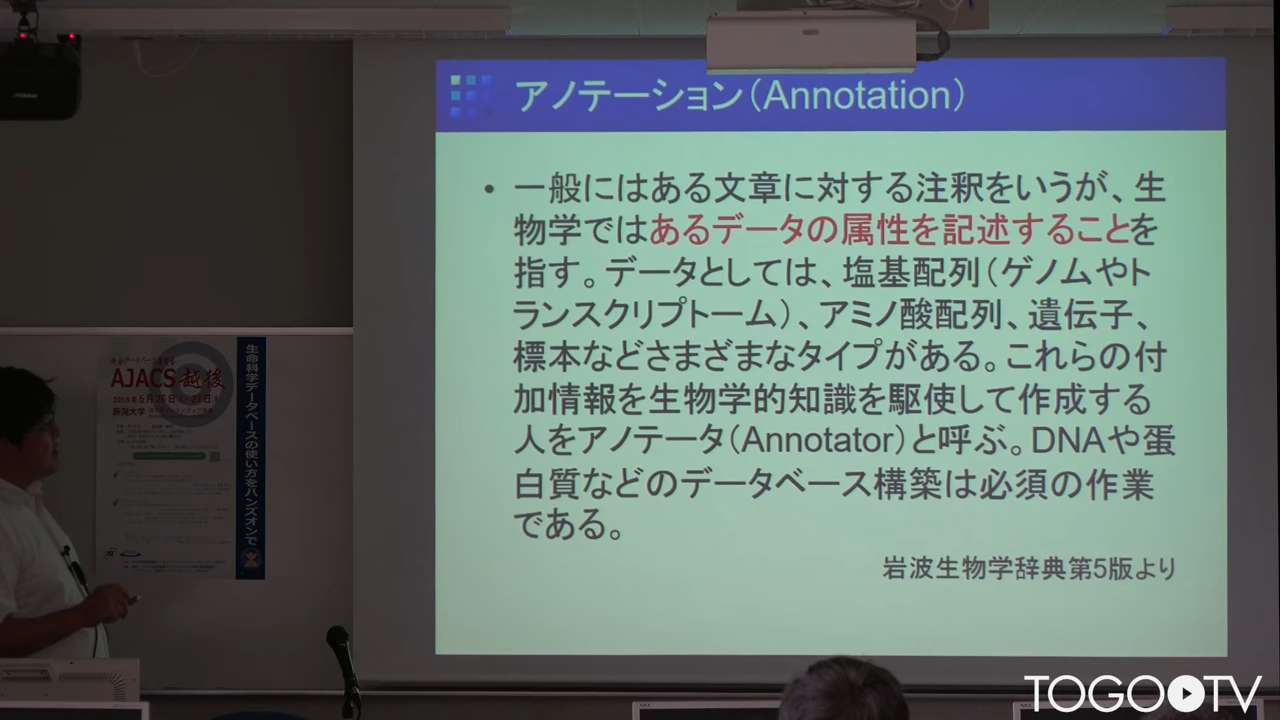 アノテーション（Annotation）
• 一般にはある文章に対する注釈をいうが、生
物学ではあるデータの属性を記述することを
指す。データとしては、塩基配列（ゲノムやト
ランスクリプトーム）、アミノ酸配列、遺伝子、
標本などさまざまなタイプがある。これらの付
加情報を生物学的知識を駆使して作成する
人をアノテータ（Annotator）と呼ぶ。DNAや蛋
白質などのデータベース構築は必須の作業
である。
岩波生物学辞典第5版より
AJACS 越後
新潟大学
生命科学データベースの使い方をハンズオンで
TOGO TV